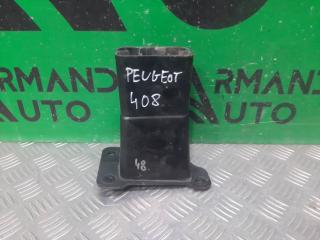 ARMAND
AUTO
PEUGEOT
408
48.